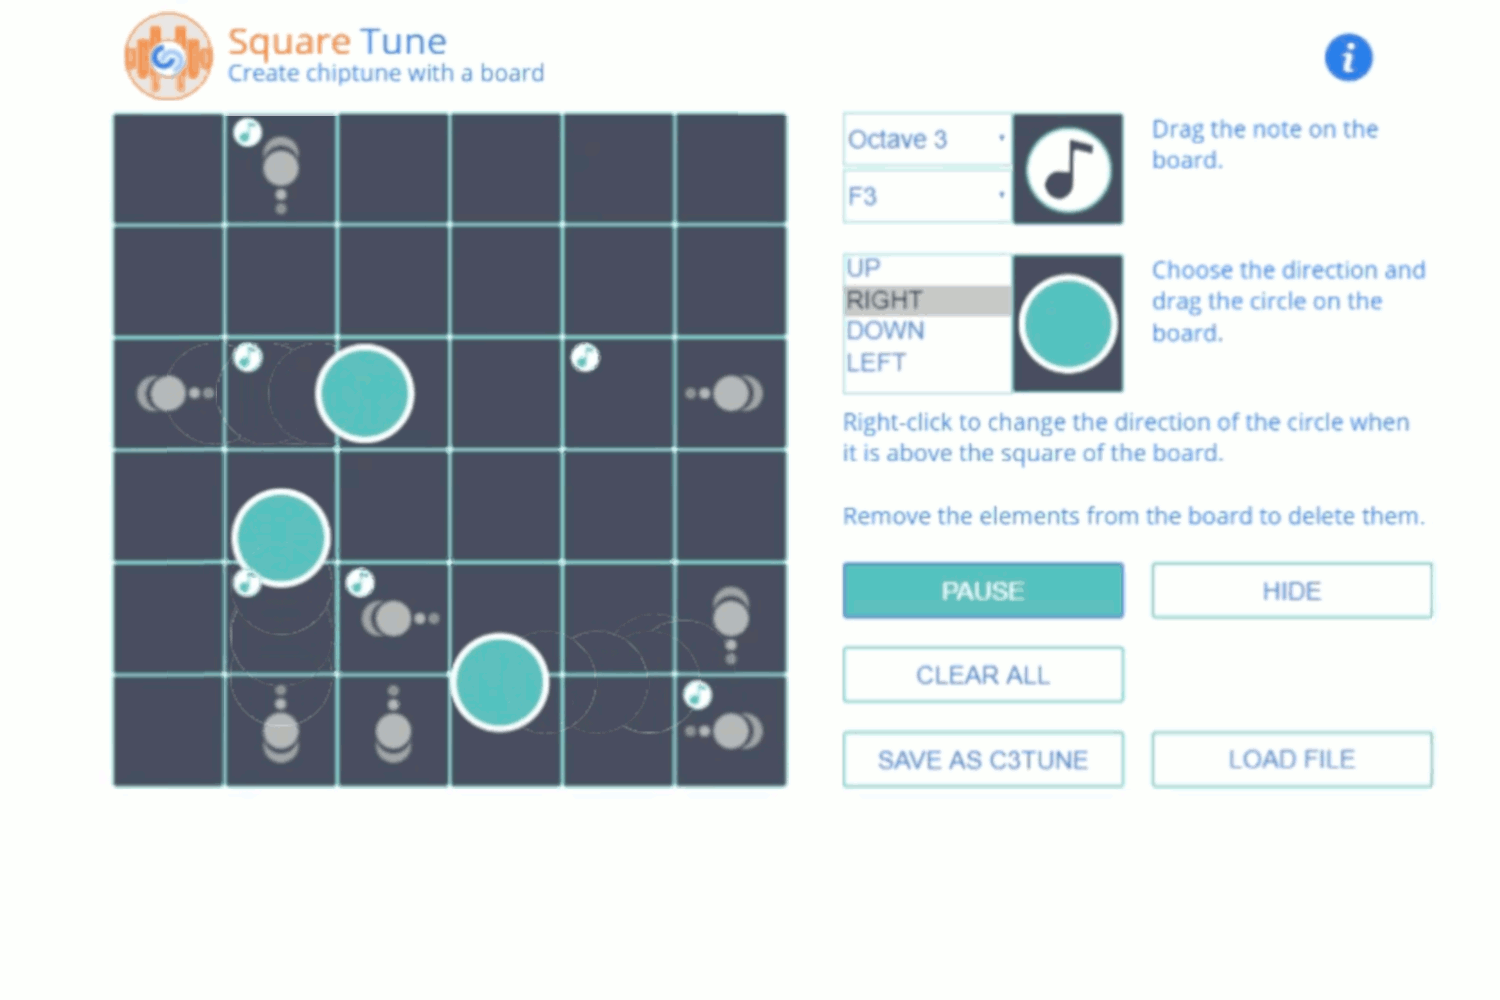 Square Tune
Create chiptune with a board
i
Octave 3
F3
Drag the note on the
board.
UP
RIGHT
DOWN
LEFT
Choose the direction and
drag the circle on the
board.
Right-click to change the direction of the circle when
it is above the square of the board.
Remove the elements from the board to delete them.
PAUSE
HIDE
CLEAR ALL
SAVE AS C3TUNE
LOAD FILE